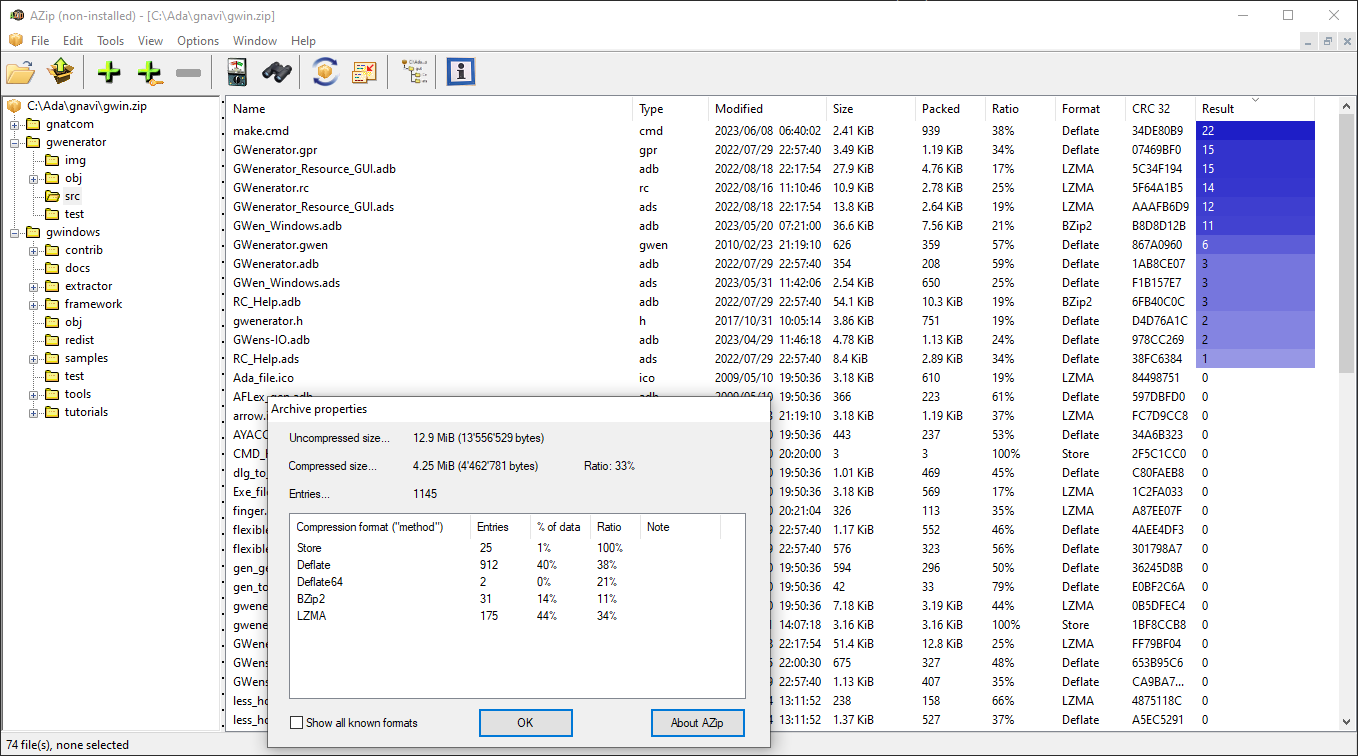 AZip (non-installed) - [C:\Ada\gnavi\gwin.zip]
File Edit Tools View Options Window Help
C:\Ada\gnavi\gwin.zip
gnatcom
gwenerator
img
obj
src
test
gwindows
contrib
docs
extractor
framework
obj
redist
samples
test
tools
tutorials
Name Type Modified Size Packed Ratio Format CRC 32 Result
make.cmd cmd 2023/06/08 06:40:02 2.41 KiB 939 38% Deflate 34DE80B9 22
GWenerator.gpr gpr 2022/07/29 22:57:40 3.49 KiB 1.19 KiB 34% Deflate 07469BF0 15
GWenerator_Resource_GUI.adb adb 2022/08/18 22:17:54 27.9 KiB 4.76 KiB 17% LZMA 5C34F194 15
GWenerator.rc rc 2022/08/16 11:10:46 10.9 KiB 2.78 KiB 25% LZMA 5F64A1B5 14
GWenerator_Resource_GUI.ads ads 2022/08/18 22:17:54 13.8 KiB 2.64 KiB 19% LZMA AAAFB6D9 12
GWen_Windows.adb adb 2023/05/20 07:21:00 36.6 KiB 7.56 KiB 21% BZip2 B8D8D12B 11
GWenerator.gwen gwen 2010/02/23 21:19:10 626 359 57% Deflate 867A0960 6
GWenerator.adb adb 2022/07/29 22:57:40 354 208 59% Deflate 1AB8CE07 3
GWen_Windows.ads ads 2023/05/31 11:42:06 2.54 KiB 650 25% Deflate F1B157E7 3
RC_Help.adb adb 2022/07/29 22:57:40 54.1 KiB 10.3 KiB 19% BZip2 6FB40C0C 3
gwenerator.h h 2017/10/31 10:05:14 3.86 KiB 751 19% Deflate D4D76A1C 2
GWens-IO.adb adb 2023/04/29 11:46:18 4.78 KiB 1.13 KiB 24% Deflate 978CC269 2
RC_Help.ads ads 2022/07/29 22:57:40 8.4 KiB 2.89 KiB 34% Deflate 38FC6384 1
Ada_file.ico ico 2009/05/10 19:50:36 3.18 KiB 610 19% LZMA 84498751 0
AFLex_gen.adb adb 2009/05/10 19:50:36 366 223 61% Deflate 597DBFD0 0
arrow. 21:19:10 3.18 KiB 1.19 KiB 37% LZMA FC7D9CC8 0
AYACC 19:50:36 443 237 53% Deflate 34A6B323 0
CMD_ 20:20:00 3 3 100% Store 2F5C1CC0 0
dlg_to_ 19:50:36 1.01 KiB 469 45% Deflate C80FAEB8 0
Exe_fil 19:50:36 3.18 KiB 569 17% LZMA 1C2FA033 0
finger. 20:21:04 326 113 35% LZMA A87EE07F 0
flexible 22:57:40 1.17 KiB 552 46% Deflate 4AEE4DF3 0
flexible 22:57:40 576 323 56% Deflate 301798A7 0
gen_ge 19:50:36 594 296 50% Deflate 36245D8B 0
gen_to 19:50:36 42 33 79% Deflate E0BF2C6A 0
gwene 19:50:36 7.18 KiB 3.19 KiB 44% LZMA 0B5DFEC4 0
gwene 14:07:18 3.16 KiB 3.16 KiB 100% Store 1BF8CCB8 0
GWene 22:17:54 51.4 KiB 12.8 KiB 25% LZMA FF79BF04 0
GWens 22:00:30 675 327 48% Deflate 653B95C6 0
GWens 22:57:40 1.13 KiB 407 35% Deflate CA9BA7... 0
less_ho 13:11:52 238 158 66% LZMA 4875118C 0
less_ho 13:11:52 1.37 KiB 527 37% Deflate A5EC5291 0
Archive properties
Uncompressed size... 12.9 MiB (13'556'529 bytes)
Compressed size... 4.25 MiB (4'462'781 bytes) Ratio: 33%
Entries... 1145
Compression format ("method") Entries % of data Ratio Note
Store 25 1% 100%
Deflate 912 40% 38%
Deflate64 2 0% 21%
BZip2 31 14% 11%
LZMA 175 44% 34%
Show all known formats OK About AZip
74 file(s), none selected